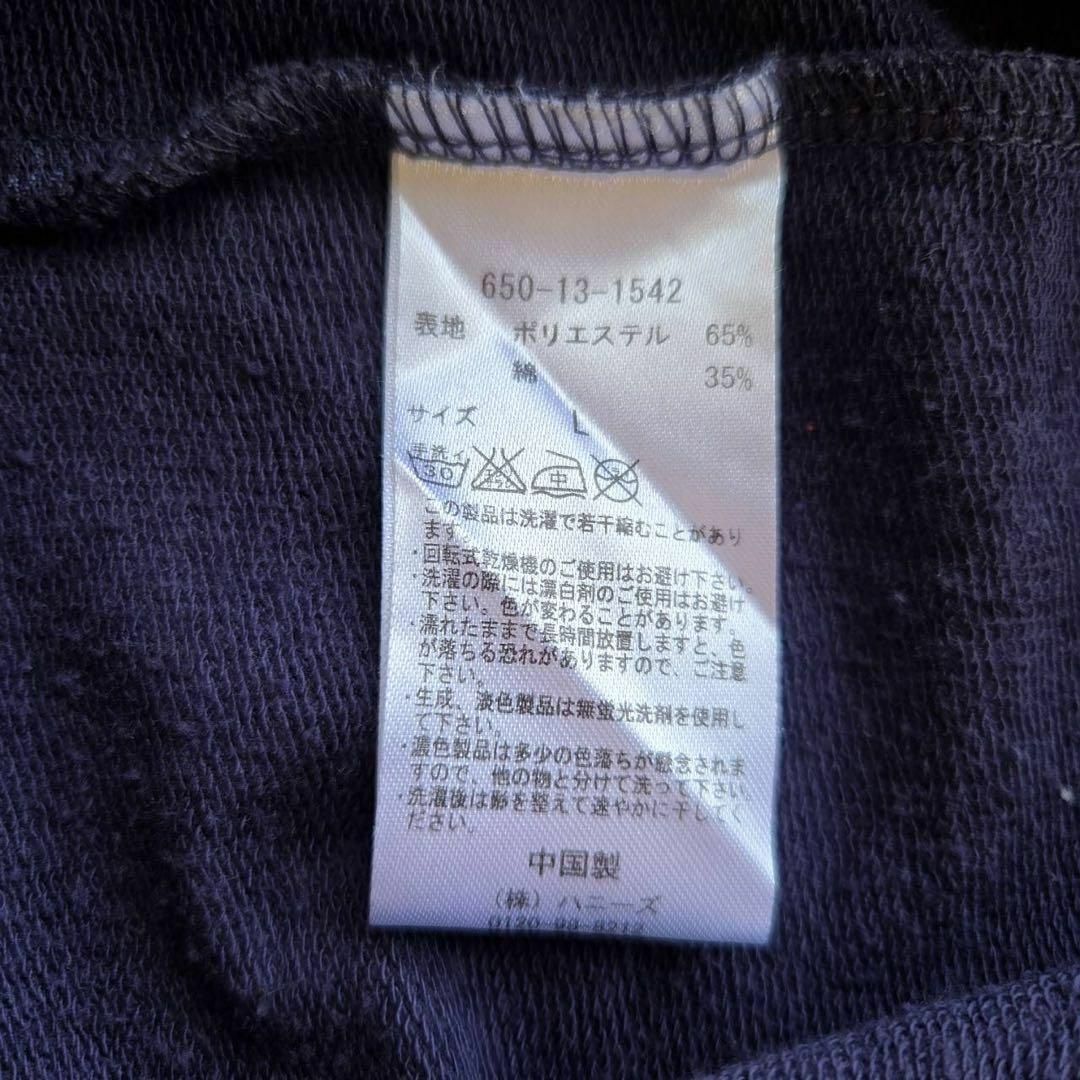 650-13-1542
表地 ポリエステル 65%
綿 35%
サイズ L
手洗イ
30 中
この製品は洗濯で若干縮むことがあり
ます。
・回転式乾燥機のご使用はお避け下さい。
・洗濯の際には漂白剤のご使用はお避け
下さい。色が変わることがあります。
・濡れたままで長時間放置しますと、色
が落ちる恐れがありますので、ご注意
下さい。
・生成、淡色製品は無蛍光洗剤を使用し
て下さい。
・濃色製品は多少の色落ちが懸念されま
すので、他の物と分けて洗って下さい。
・洗濯後は形を整えて速やかに干してく
ださい。
中国製
(株) ハニーズ
0120-99-8212